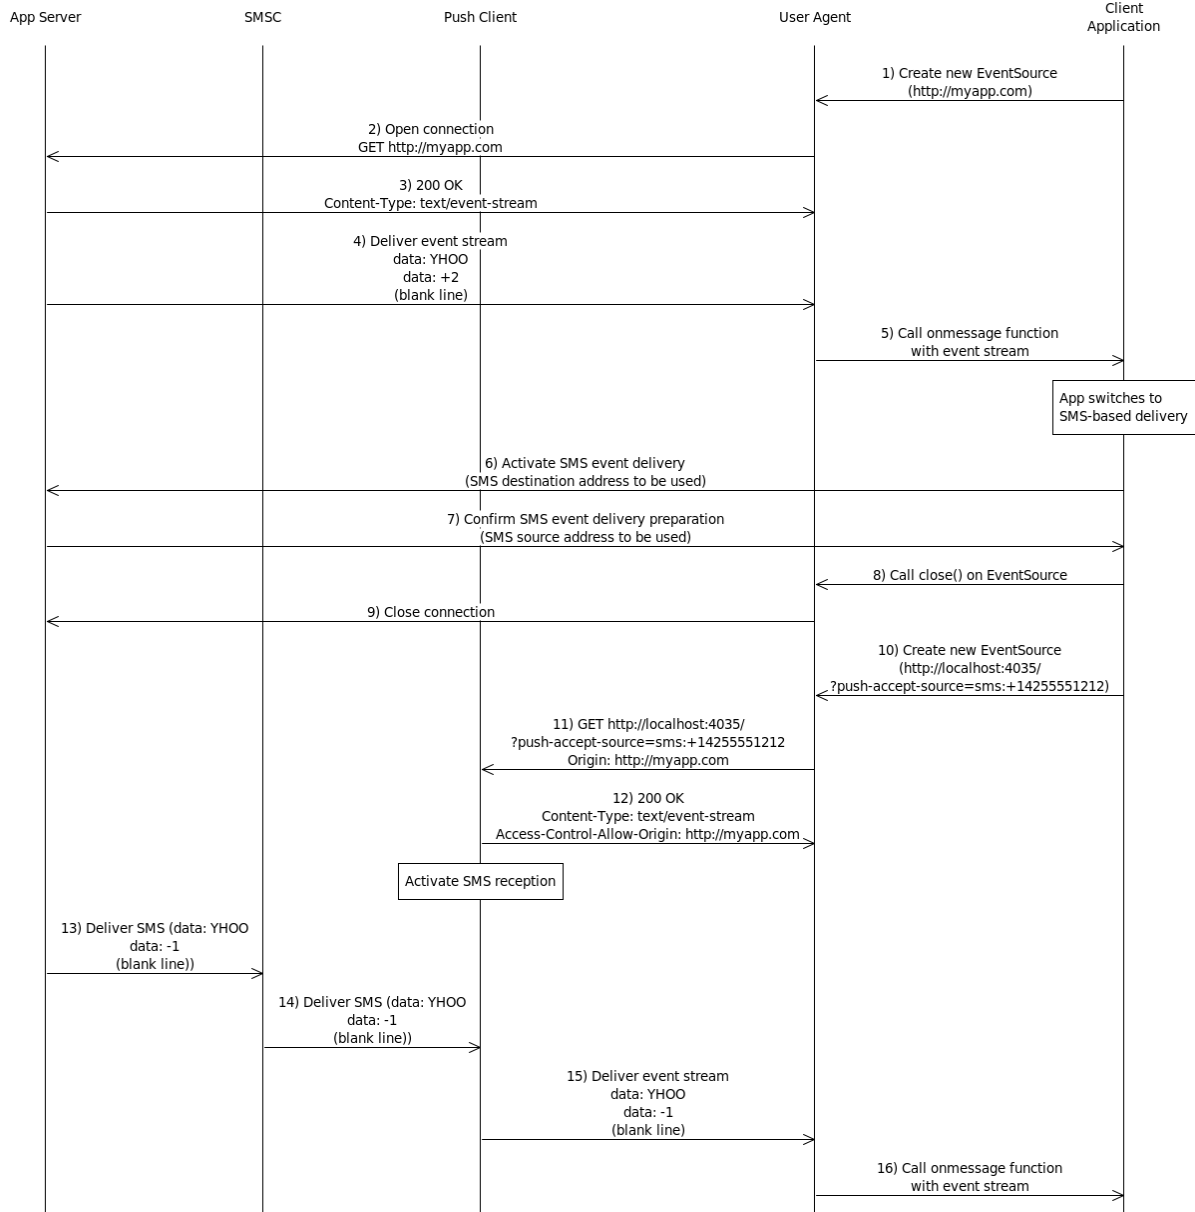 App Server
SMSC
Push Client
User Agent
Client
Application
1) Create new EventSource
(http://myapp.com)
2) Open connection
GET http://myapp.com
3) 200 OK
Content-Type: text/event-stream
4) Deliver event stream
data: YHOO
data: +2
(blank line)
5) Call onmessage function
with event stream
App switches to
SMS-based delivery
6) Activate SMS event delivery
(SMS destination address to be used)
7) Confirm SMS event delivery preparation
(SMS source address to be used)
8) Call close() on EventSource
9) Close connection
10) Create new EventSource
(http://localhost:4035/
?push-accept-source=sms:+14255551212)
11) GET http://localhost:4035/
?push-accept-source=sms:+14255551212
Origin: http://myapp.com
12) 200 OK
Content-Type: text/event-stream
Access-Control-Allow-Origin: http://myapp.com
Activate SMS reception
13) Deliver SMS (data: YHOO
data: -1
(blank line))
14) Deliver SMS (data: YHOO
data: -1
(blank line))
15) Deliver event stream
data: YHOO
data: -1
(blank line)
16) Call onmessage function
with event stream